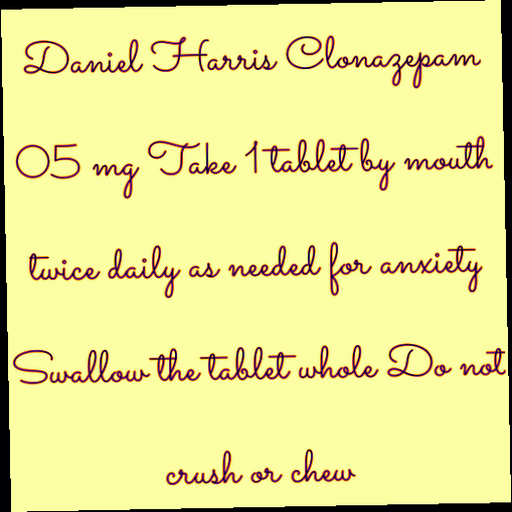 Daniel Harris Clonazepam
05 mg Take 1 tablet by mouth
twice daily as needed for anxiety
Swallow the tablet whole Do not
crush or chew